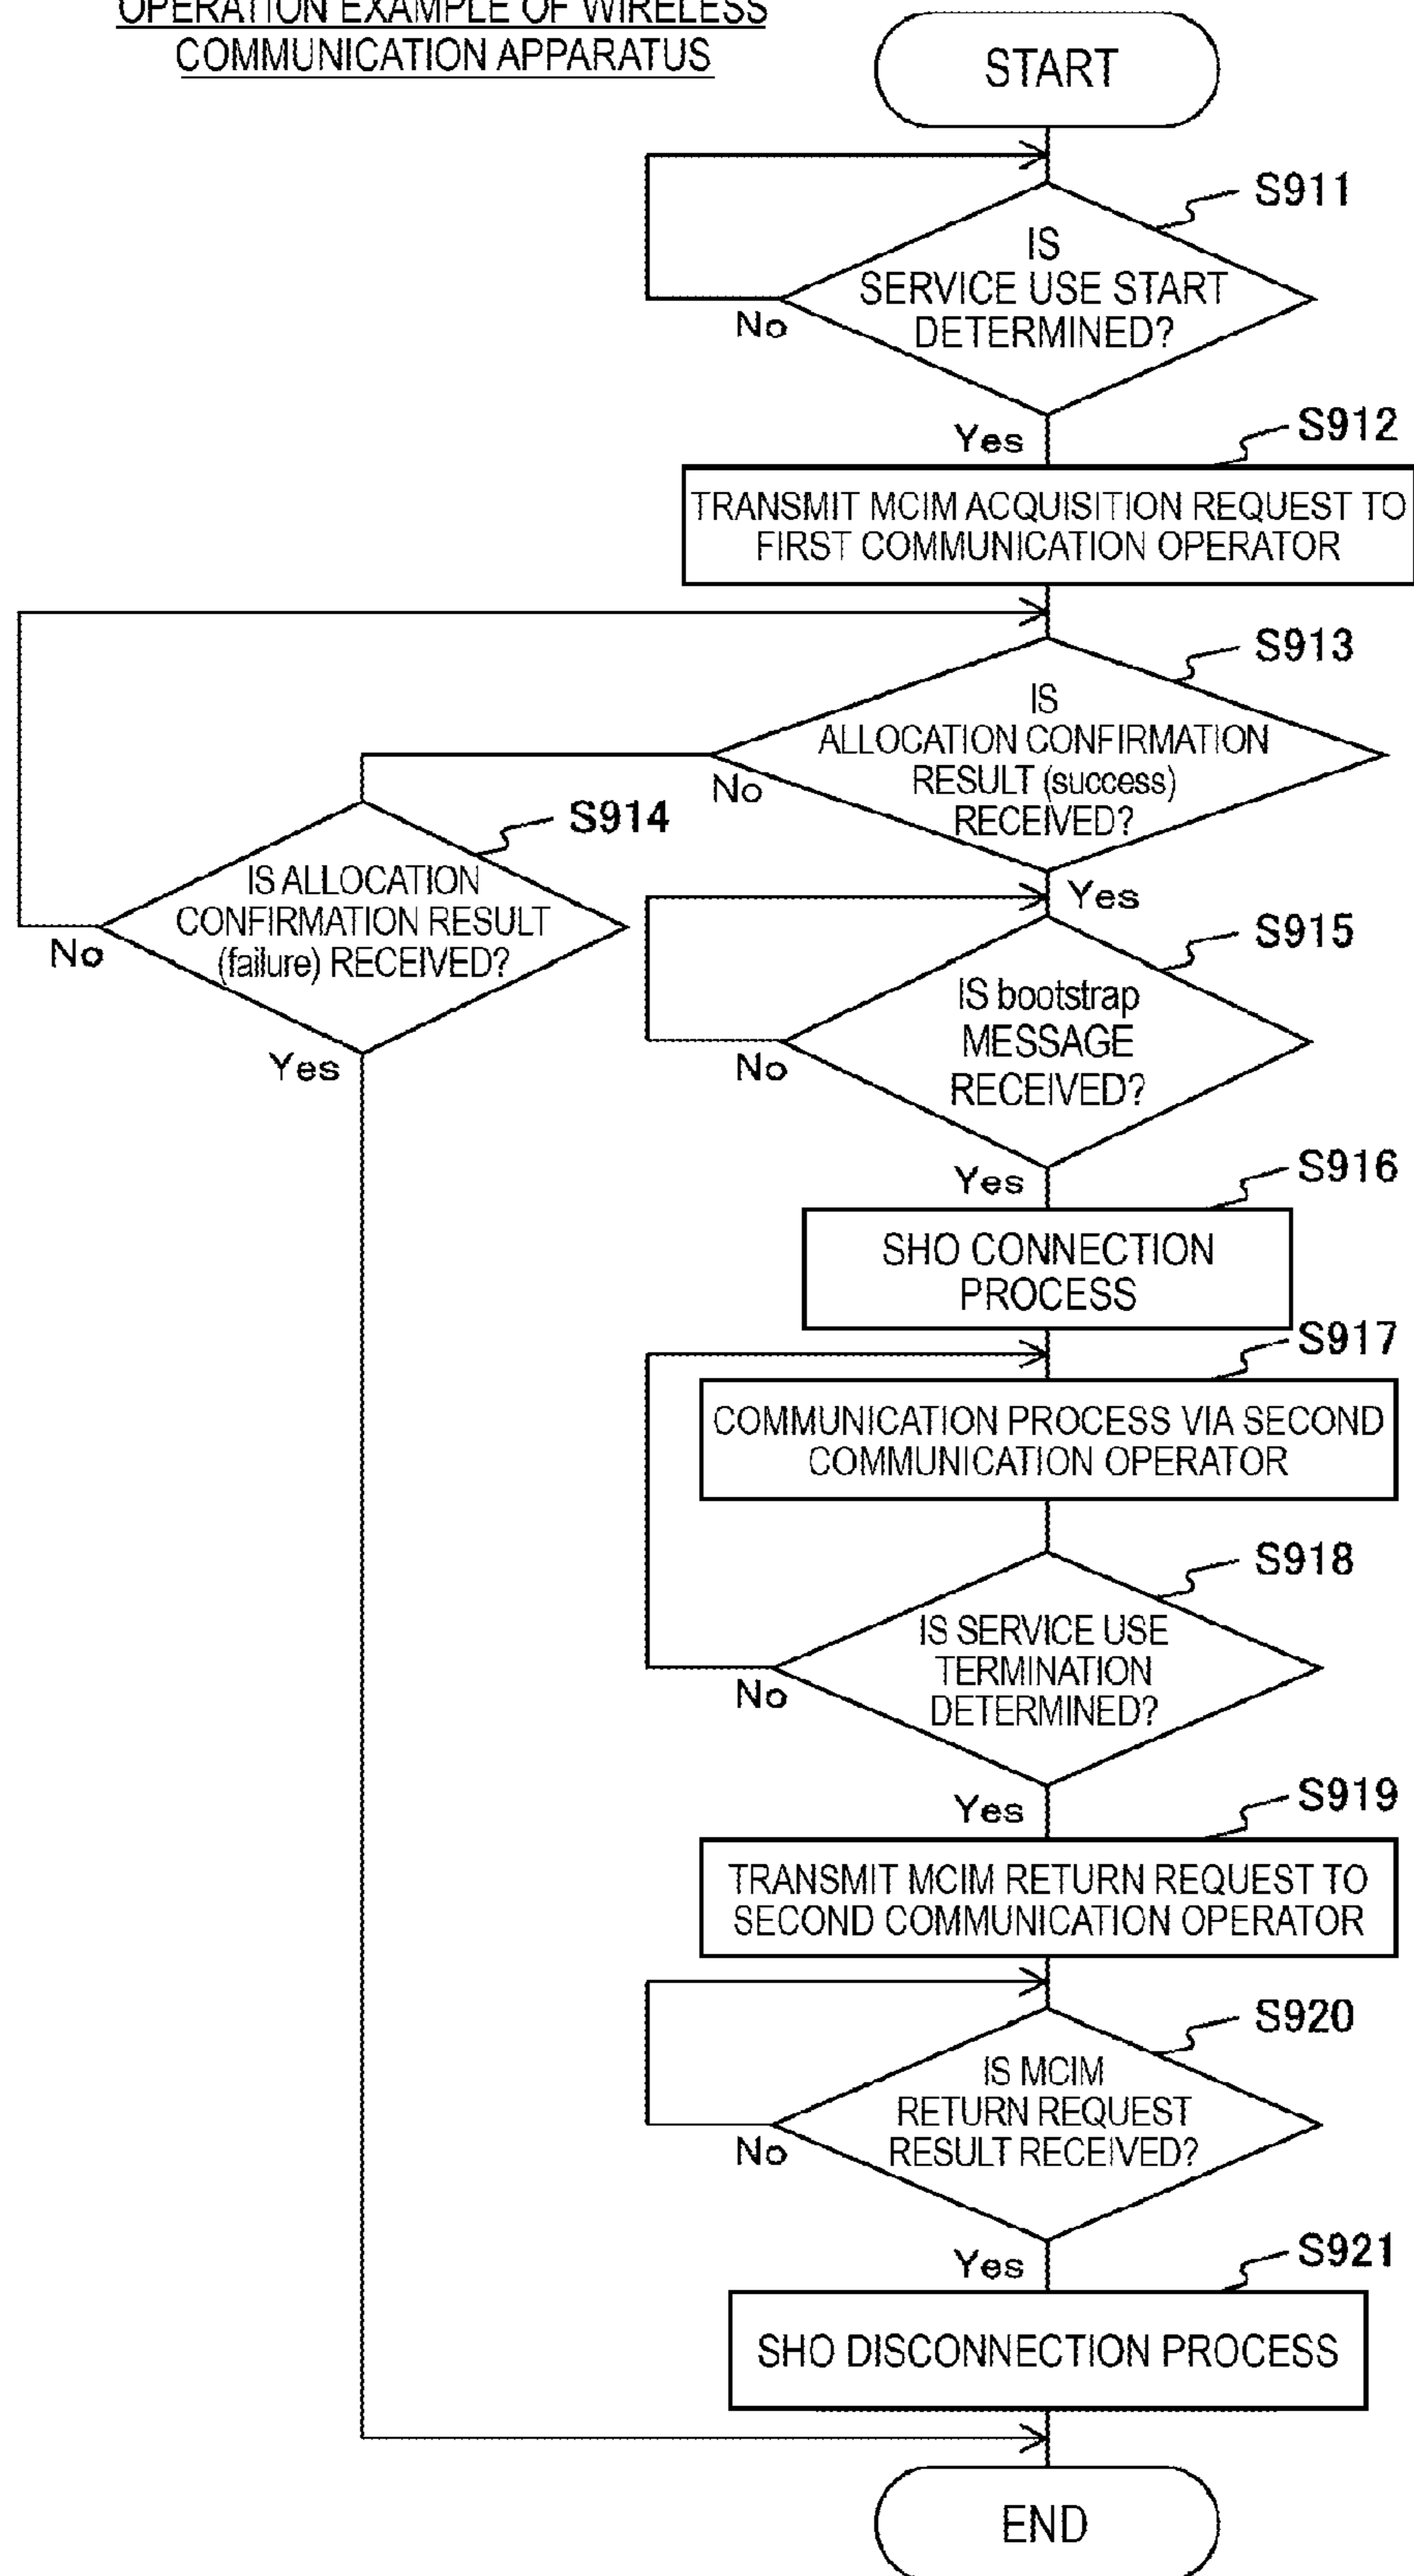 OPERATION EXAMPLE OF WIRELESS
COMMUNICATION APPARATUS
START
S911
IS
SERVICE USE START
DETERMINED?
No
Yes
S912
TRANSMIT MCIM ACQUISITION REQUEST TO
FIRST COMMUNICATION OPERATOR
S913
IS
ALLOCATION CONFIRMATION
RESULT (success)
RECEIVED?
No
Yes
S914
IS ALLOCATION
CONFIRMATION RESULT
(failure) RECEIVED?
No
Yes
S915
IS bootstrap
MESSAGE
RECEIVED?
No
Yes
S916
SHO CONNECTION
PROCESS
S917
COMMUNICATION PROCESS VIA SECOND
COMMUNICATION OPERATOR
S918
IS SERVICE USE
TERMINATION
DETERMINED?
No
Yes
S919
TRANSMIT MCIM RETURN REQUEST TO
SECOND COMMUNICATION OPERATOR
S920
IS MCIM
RETURN REQUEST
RESULT RECEIVED?
No
Yes
S921
SHO DISCONNECTION PROCESS
END